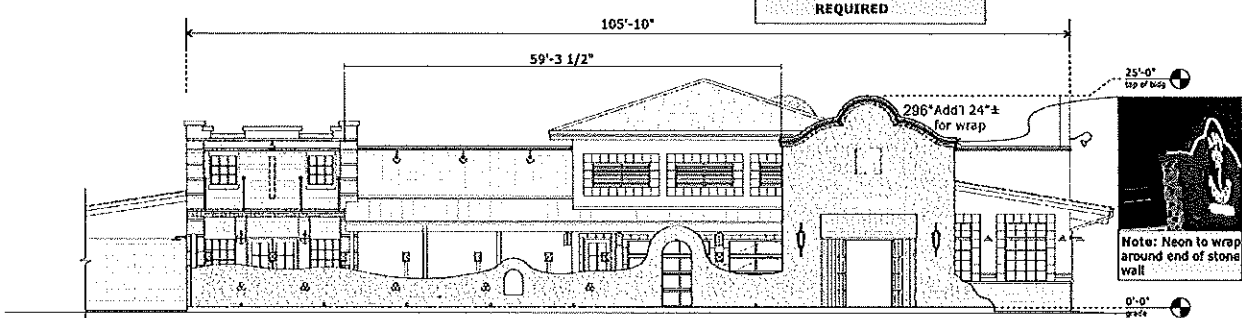 REQUIRED
105'-10"
59'-3 1/2"
25'-0"
top of bldg
296"Add'l 24"±
for wrap
Note: Neon to wrap
around end of stone
wall
0'-0"
grade